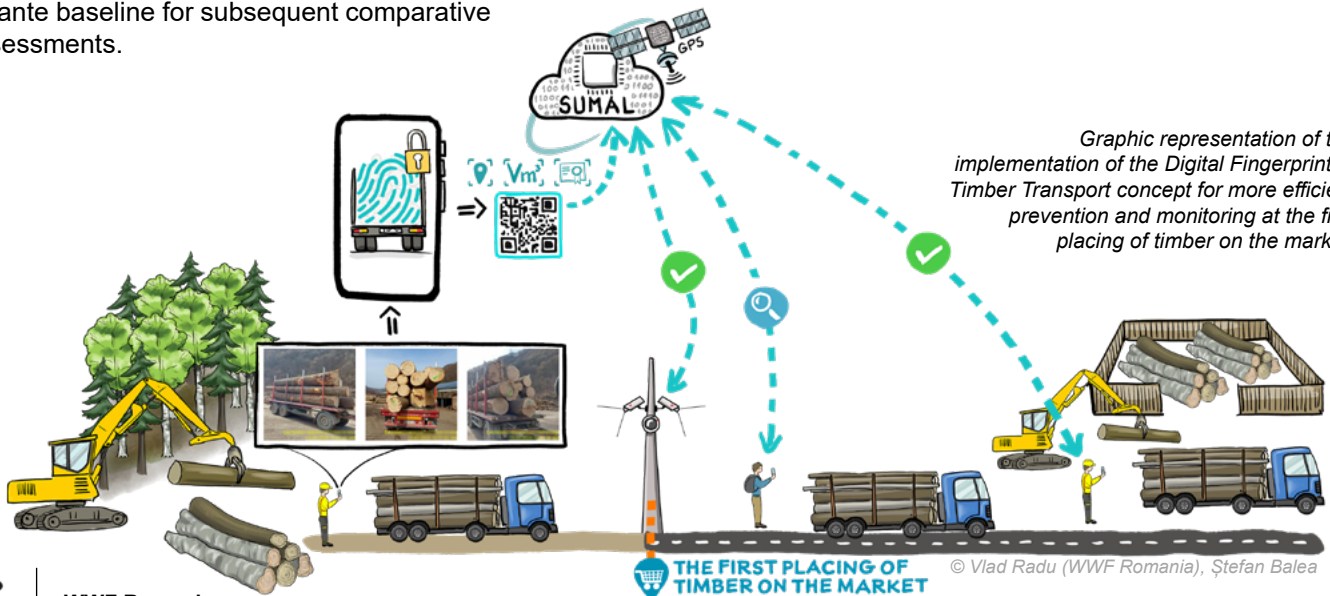 ante baseline for subsequent comparative
sessments.
GPS
SUMAL
Vm³
Graphic representation of t
implementation of the Digital Fingerprint
Timber Transport concept for more efficie
prevention and monitoring at the fi
placing of timber on the mark
THE FIRST PLACING OF
TIMBER ON THE MARKET
© Vlad Radu (WWF Romania), Ștefan Balea